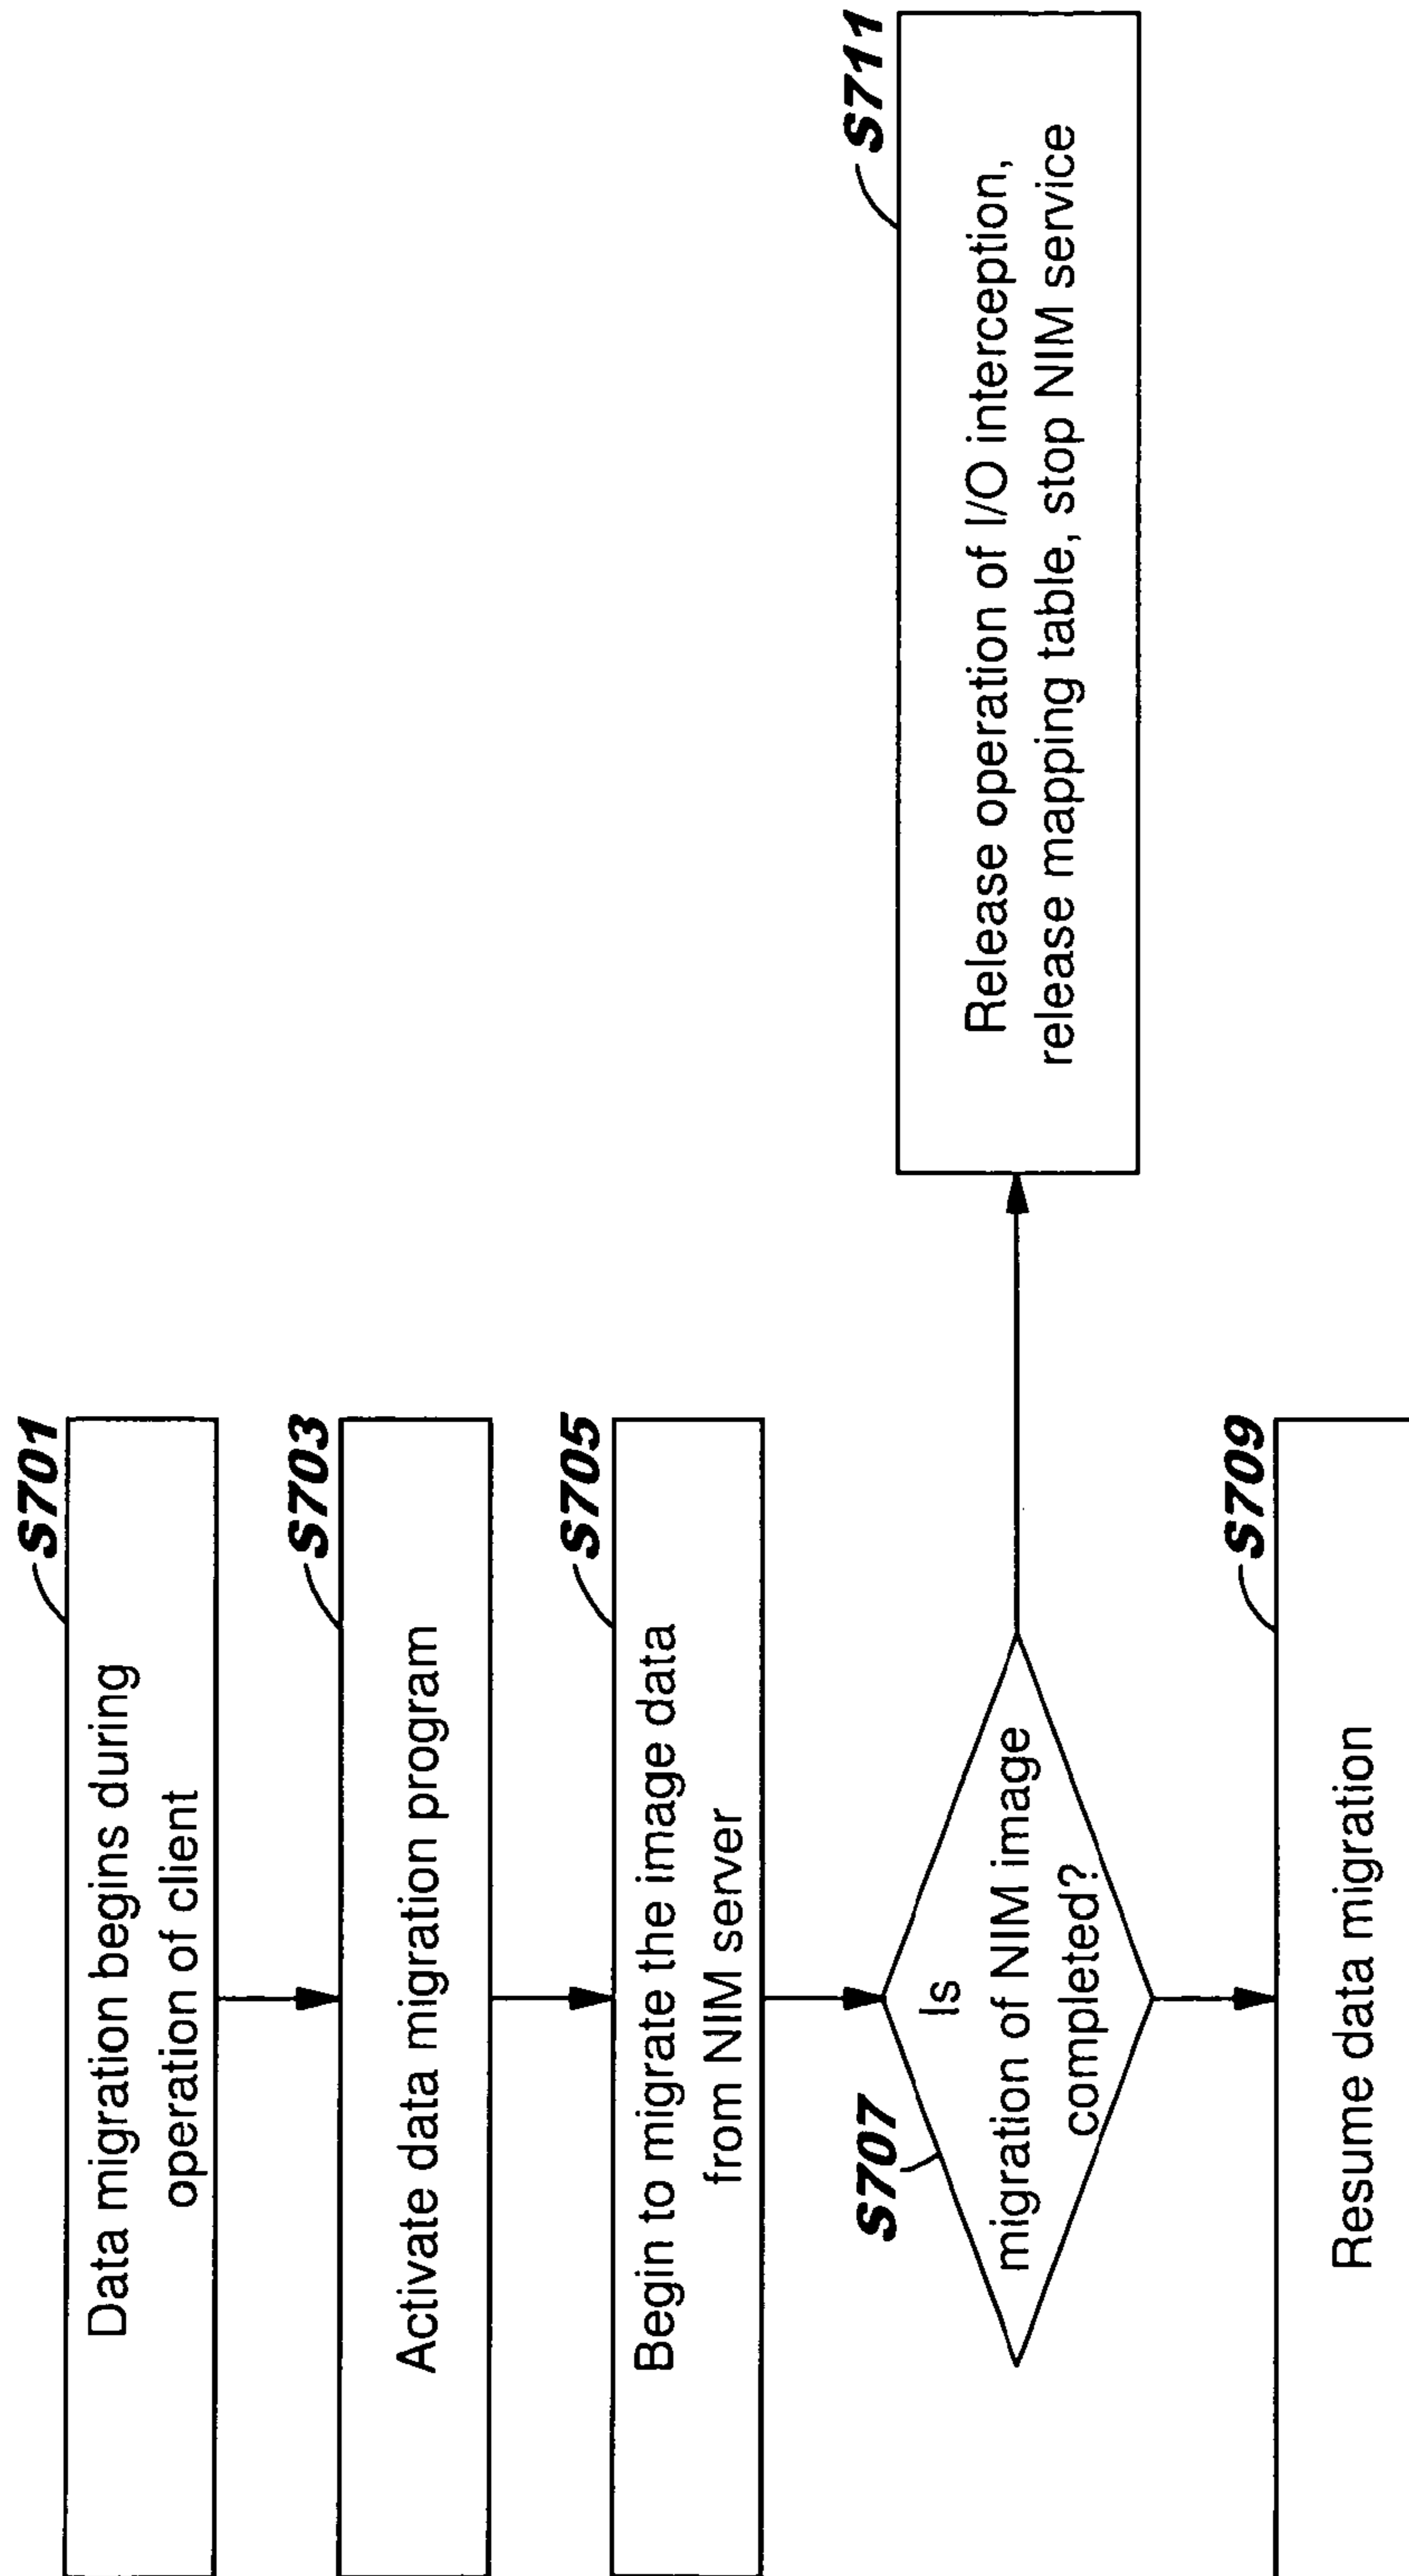 S701
Data migration begins during
operation of client
S703
Activate data migration program
S705
Begin to migrate the image data
from NIM server
S707
Is
migration of NIM image
completed?
S711
Release operation of I/O interception,
release mapping table, stop NIM service
S709
Resume data migration